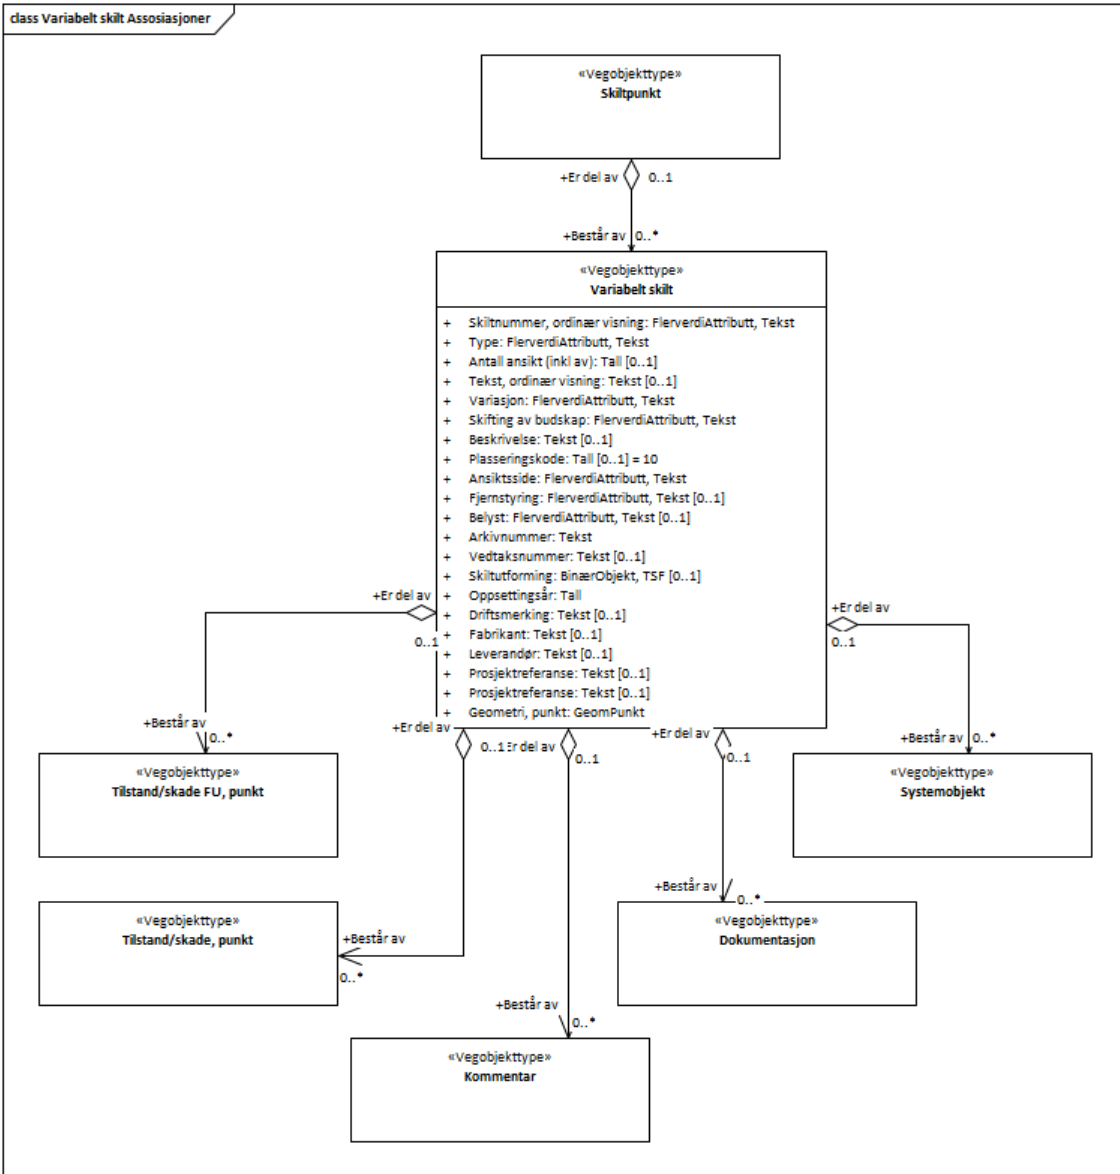 class Variabelt skilt Assosiasjoner
«Vegobjekttype»
Skiltpunkt
+Er del av
0..1
+Består av
0..*
«Vegobjekttype»
Variabelt skilt
+ Skiltnummer, ordinær visning: FlerverdiAttributt, Tekst
+ Type: FlerverdiAttributt, Tekst
+ Antall ansikt (inkl av): Tall [0..1]
+ Tekst, ordinær visning: Tekst [0..1]
+ Variasjon: FlerverdiAttributt, Tekst
+ Skifting av budskap: FlerverdiAttributt, Tekst
+ Beskrivelse: Tekst [0..1]
+ Plasseringskode: Tall [0..1] = 10
+ Ansiktsside: FlerverdiAttributt, Tekst
+ Fjernstyring: FlerverdiAttributt, Tekst [0..1]
+ Belyst: FlerverdiAttributt, Tekst [0..1]
+ Arkivnummer: Tekst
+ Vedtaksnummer: Tekst [0..1]
+ Skiltutforming: BinærObjekt, TSF [0..1]
+ Oppsettingsår: Tall
+ Driftsmerking: Tekst [0..1]
+ Fabrikant: Tekst [0..1]
+ Leverandør: Tekst [0..1]
+ Prosjektreferanse: Tekst [0..1]
+ Prosjektreferanse: Tekst [0..1]
+ Geometri, punkt: GeomPunkt
+Er del av
0..1
+Består av
0..*
«Vegobjekttype»
Tilstand/skade FU, punkt
+Er del av
0..1
+Består av
0..*
«Vegobjekttype»
Tilstand/skade, punkt
Er del av
0..1
+Består av
0..*
«Vegobjekttype»
Kommentar
+Er del av
0..1
+Består av
0..*
«Vegobjekttype»
Dokumentasjon
+Er del av
0..1
+Består av
0..*
«Vegobjekttype»
Systemobjekt